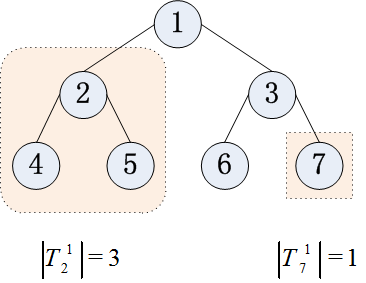 1
2 3
4 5 6 7
|T₂¹| = 3 |T₇¹| = 1